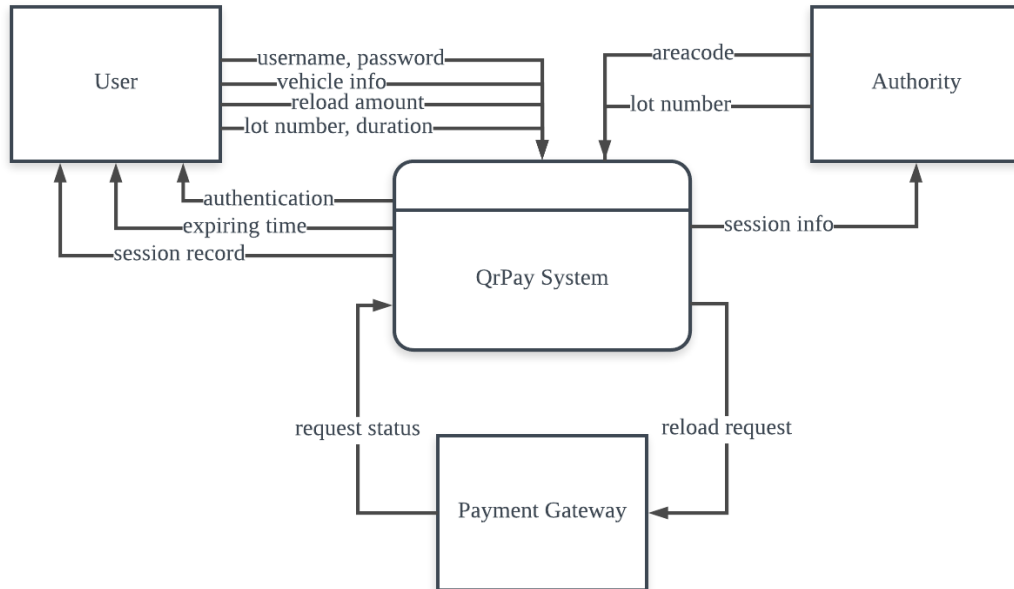 User
username, password
vehicle info
reload amount
lot number, duration
areacode
lot number
Authority
authentication
expiring time
session record
QrPay System
session info
request status
reload request
Payment Gateway